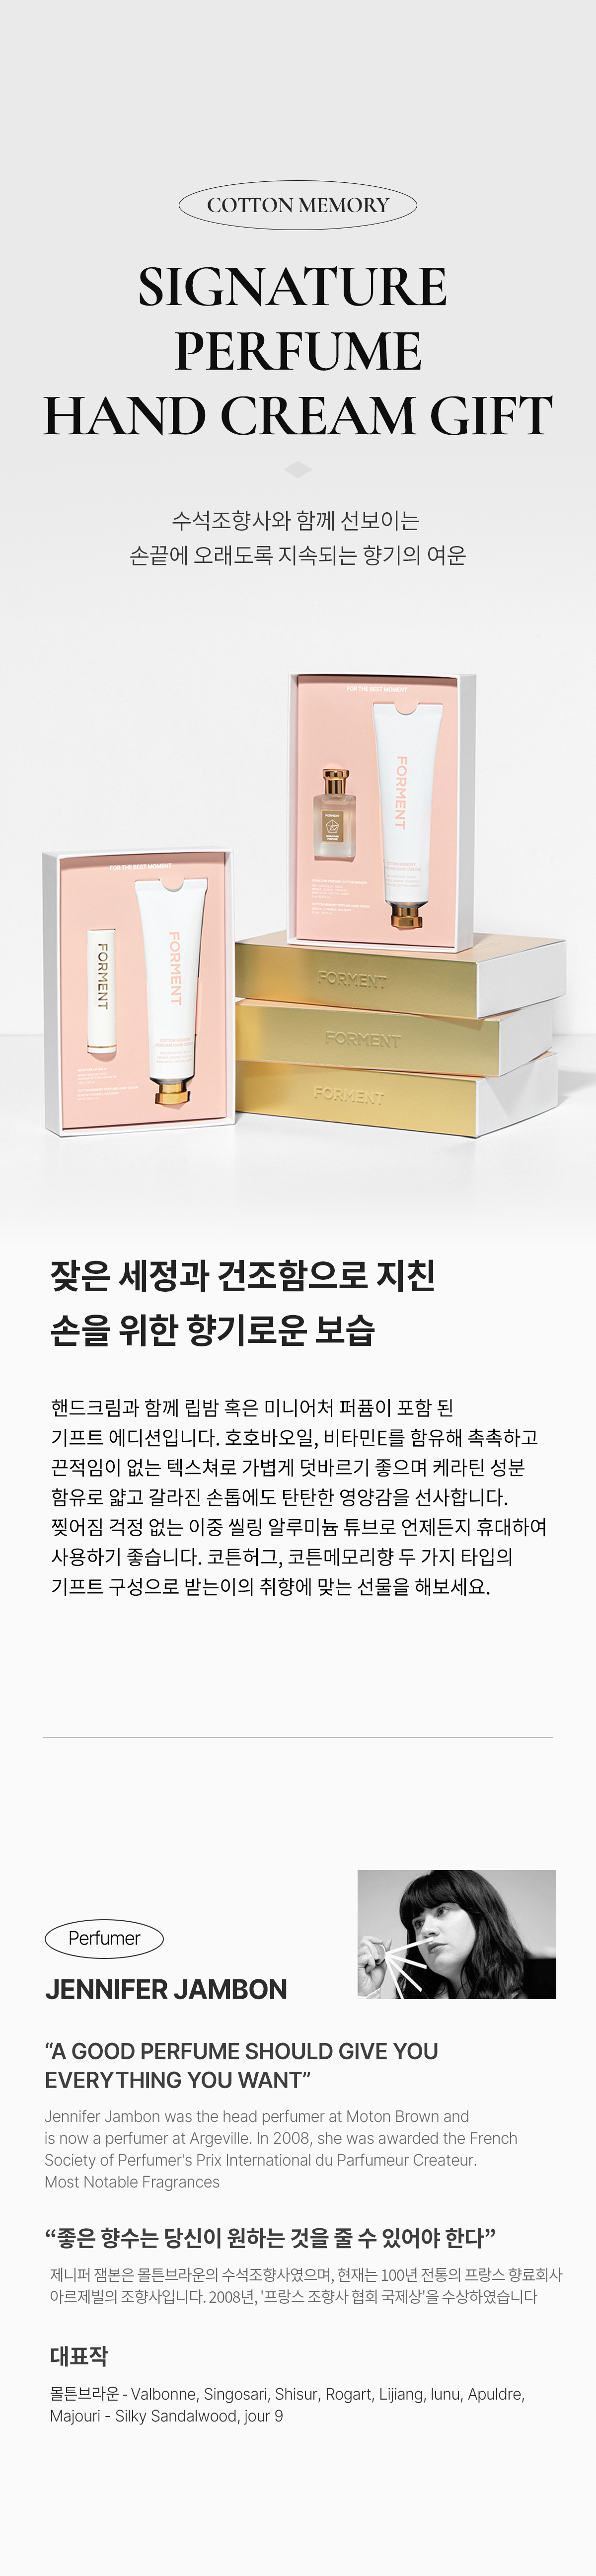 COTTON MEMORY
SIGNATURE
PERFUME
HAND CREAM GIFT
수석조향사와 함께 선보이는
손끝에 오래도록 지속되는 향기의 여운
FOR THE BEST MOMENT
FORMENT
FORMENT
FOR THE BEST MOMENT
FORMENT
FORMENT
FORMENT
FORMENT
FORMENT
잦은 세정과 건조함으로 지친
손을 위한 향기로운 보습
핸드크림과 함께 립밤 혹은 미니어처 퍼퓸이 포함 된
기프트 에디션입니다. 호호바오일, 비타민E를 함유해 촉촉하고
끈적임이 없는 텍스쳐로 가볍게 덧바르기 좋으며 케라틴 성분
함유로 얇고 갈라진 손톱에도 탄탄한 영양감을 선사합니다.
찢어짐 걱정 없는 이중 씰링 알루미늄 튜브로 언제든지 휴대하여
사용하기 좋습니다. 코튼허그, 코튼메모리향 두 가지 타입의
기프트 구성으로 받는이의 취향에 맞는 선물을 해보세요.
Perfumer
JENNIFER JAMBON
“A GOOD PERFUME SHOULD GIVE YOU
EVERYTHING YOU WANT”
Jennifer Jambon was the head perfumer at Moton Brown and
is now a perfumer at Argeville. In 2008, she was awarded the French
Society of Perfumer's Prix International du Parfumeur Createur.
Most Notable Fragrances
“좋은 향수는 당신이 원하는 것을 줄 수 있어야 한다”
제니퍼 잼본은 몰튼브라운의 수석조향사였으며, 현재는 100년 전통의 프랑스 향료회사
아르제빌의 조향사입니다. 2008년, '프랑스 조향사 협회 국제상'을 수상하였습니다
대표작
몰튼브라운 - Valbonne, Singosari, Shisur, Rogart, Lijiang, Iunu, Apuldre,
Majouri - Silky Sandalwood, jour 9